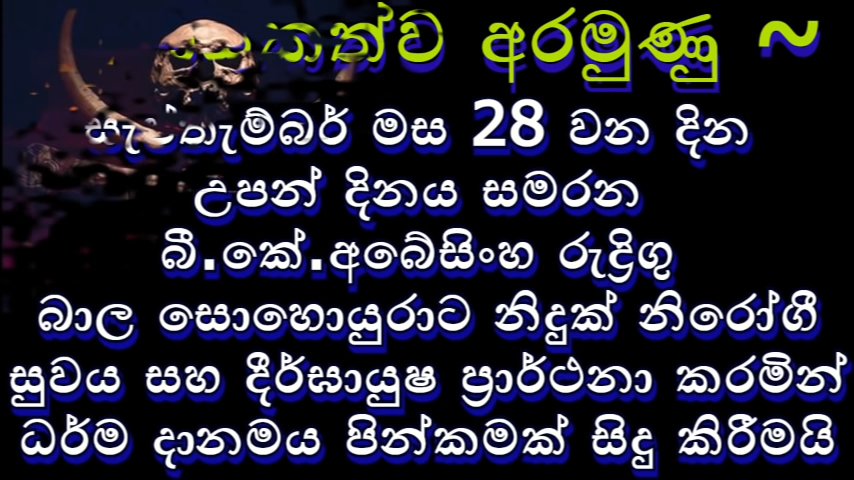 අරමුණු ~
සැප්තැම්බර් මස 28 වන දින
උපන් දිනය සමරන
බී.කේ.අබේසිංහ රුද්‍රිගු
බාල සොහොයුරාට නිදුක් නිරෝගී
සුවය සහ දීර්ඝායුෂ ප්‍රාර්ථනා කරමින්
ධර්ම දානමය පින්කමක් සිදු කිරීමයි